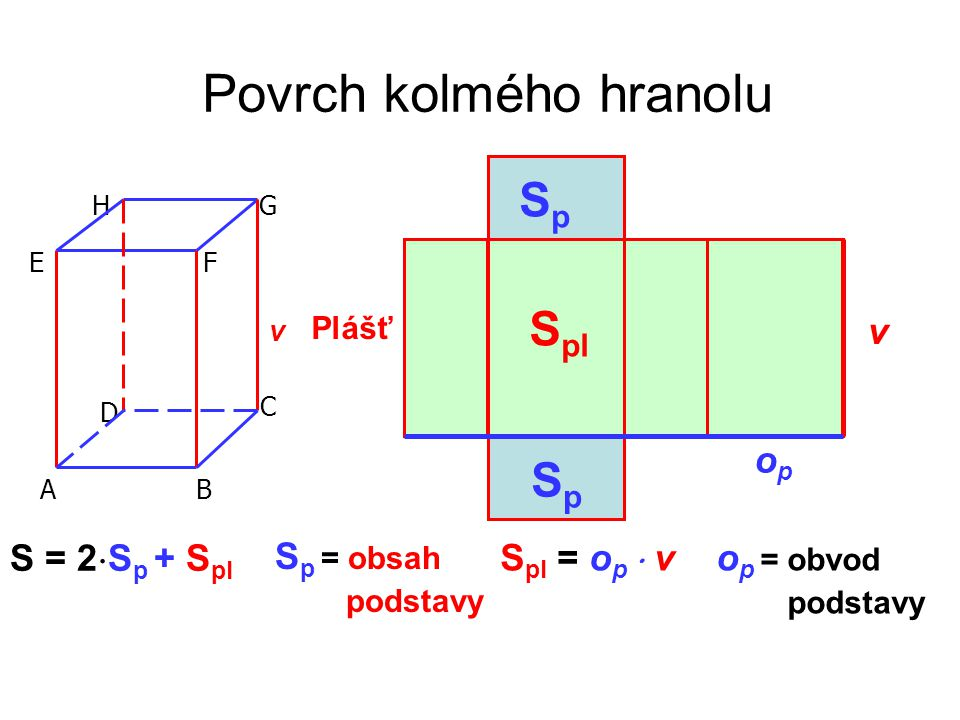 Povrch kolmého hranolu
H G
E F
v
D C
A B
Plášť
Sp
Spl
v
op
Sp
S = 2·Sp + Spl
Sp = obsah
podstavy
Spl = op · v
op = obvod
podstavy